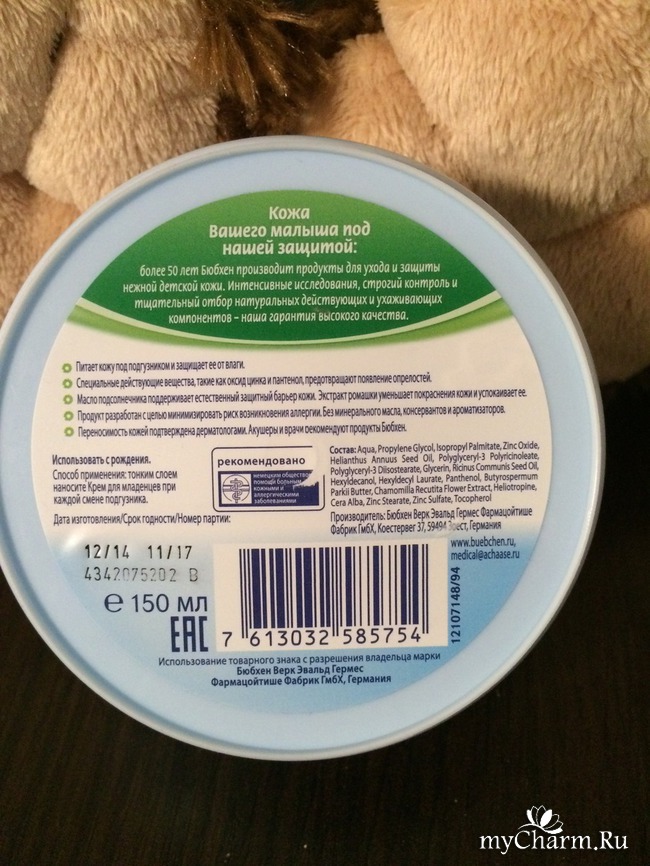 Кожа
Вашего малыша под
нашей защитой:
более 50 лет Бюбхен производит продукты для ухода и защиты
нежной детской кожи. Интенсивные исследования, строгий контроль и
тщательный отбор натуральных действующих и ухаживающих
компонентов – наша гарантия высокого качества.
Питает кожу под подгузником и защищает ее от влаги.
Специальные действующие вещества, такие как оксид цинка и пантенол, предотвращают появление опрелостей.
Масло подсолнечника поддерживает естественный защитный барьер кожи. Экстракт ромашки уменьшает покраснения кожи и успокаивает ее.
Продукт разработан с целью минимизировать риск возникновения аллергии. Без минерального масла, консервантов и ароматизаторов.
Переносимость кожей подтверждена дерматологами. Акушеры и врачи рекомендуют продукты Бюбхен.
Использовать с рождения.
Способ применения: тонким слоем
наносите Крем для младенцев при
каждой смене подгузника.
рекомендовано
немецким обществом
помощи больным
кожными и
аллергическими
заболеваниями
Состав: Aqua, Propylene Glycol, Isopropyl Palmitate, Zinc Oxide,
Helianthus Annuus Seed Oil, Polyglyceryl-3 Polyricinoleate,
Polyglyceryl-3 Diisostearate, Glycerin, Ricinus Communis Seed Oil,
Hexyldecanol, Hexyldecyl Laurate, Panthenol, Butyrospermum
Parkii Butter, Chamomilla Recutita Flower Extract, Heliotropine,
Cera Alba, Zinc Stearate, Zinc Sulfate, Tocopherol
Дата изготовления/Срок годности/Номер партии:
Производитель: Бюбхен Верк Эвальд Гермес Фармацойтише
Фабрик ГмбХ, Коестервег 37, 59494 Зоест, Германия
www.buebchen.ru,
medical@achaase.ru
12/14 11/17
4342075202 B
e 150 мл
EAC
7 613032 585754
12107148/94
Использование товарного знака с разрешения владельца марки
Бюбхен Верк Эвальд Гермес
Фармацойтише Фабрик ГмбХ, Германия
myCharm.Ru